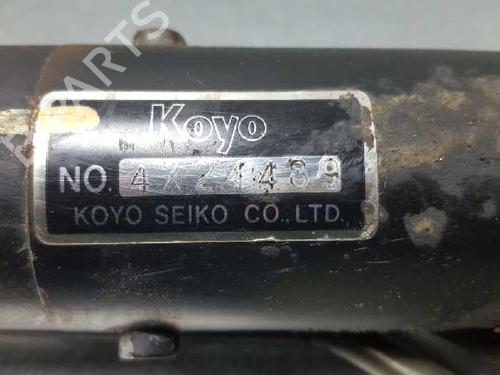 Koyo
NO. 4X24489
KOYO SEIKO CO., LTD.